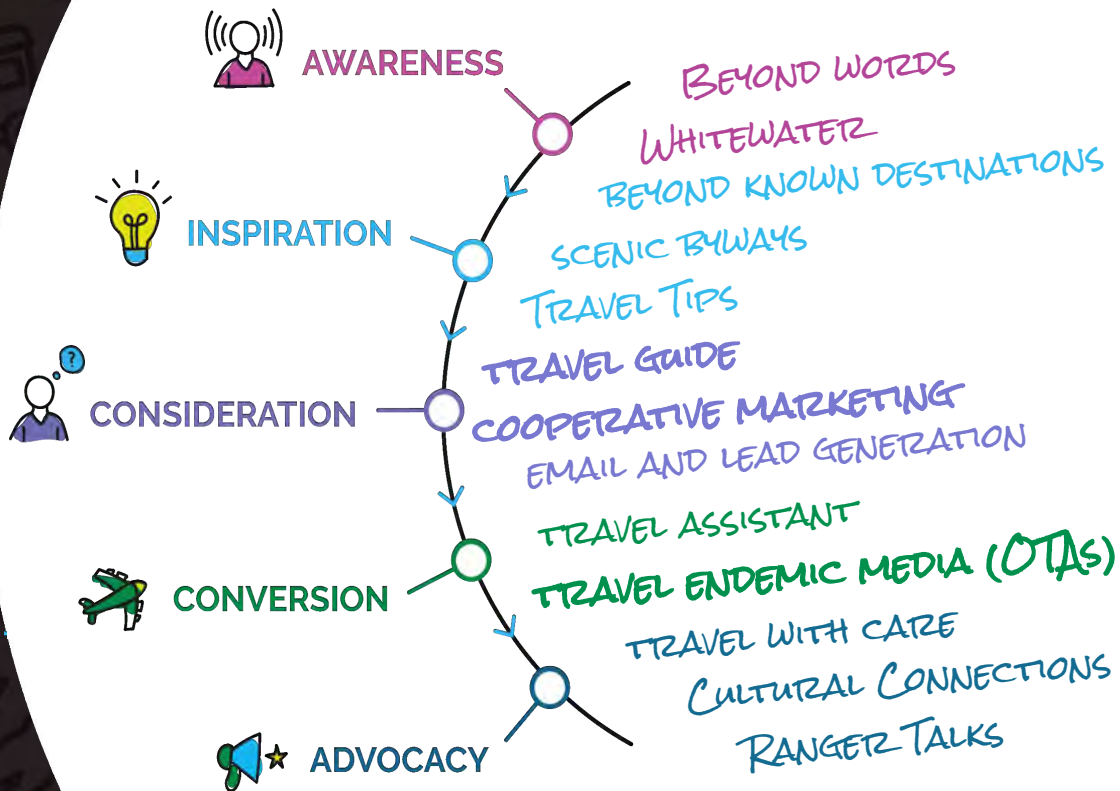 AWARENESS
BEYOND WORDS
WHITEWATER
BEYOND KNOWN DESTINATIONS
INSPIRATION
SCENIC BYWAYS
TRAVEL TIPS
?
TRAVEL GUIDE
CONSIDERATION
COOPERATIVE MARKETING
EMAIL AND LEAD GENERATION
TRAVEL ASSISTANT
CONVERSION
TRAVEL ENDEMIC MEDIA (OTAs)
TRAVEL WITH CARE
CULTURAL CONNECTIONS
ADVOCACY
RANGER TALKS